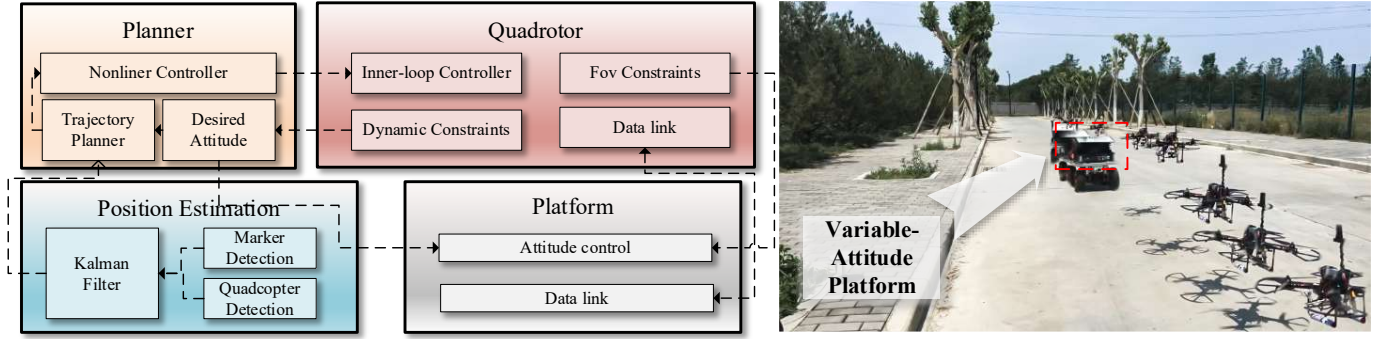 Planner
Nonliner Controller
Trajectory
Planner
Desired
Attitude
Quadrotor
Inner-loop Controller
Fov Constraints
Dynamic Constraints
Data link
Position Estimation
Kalman
Filter
Marker
Detection
Quadcopter
Detection
Platform
Attitude control
Data link
Variable-
Attitude
Platform